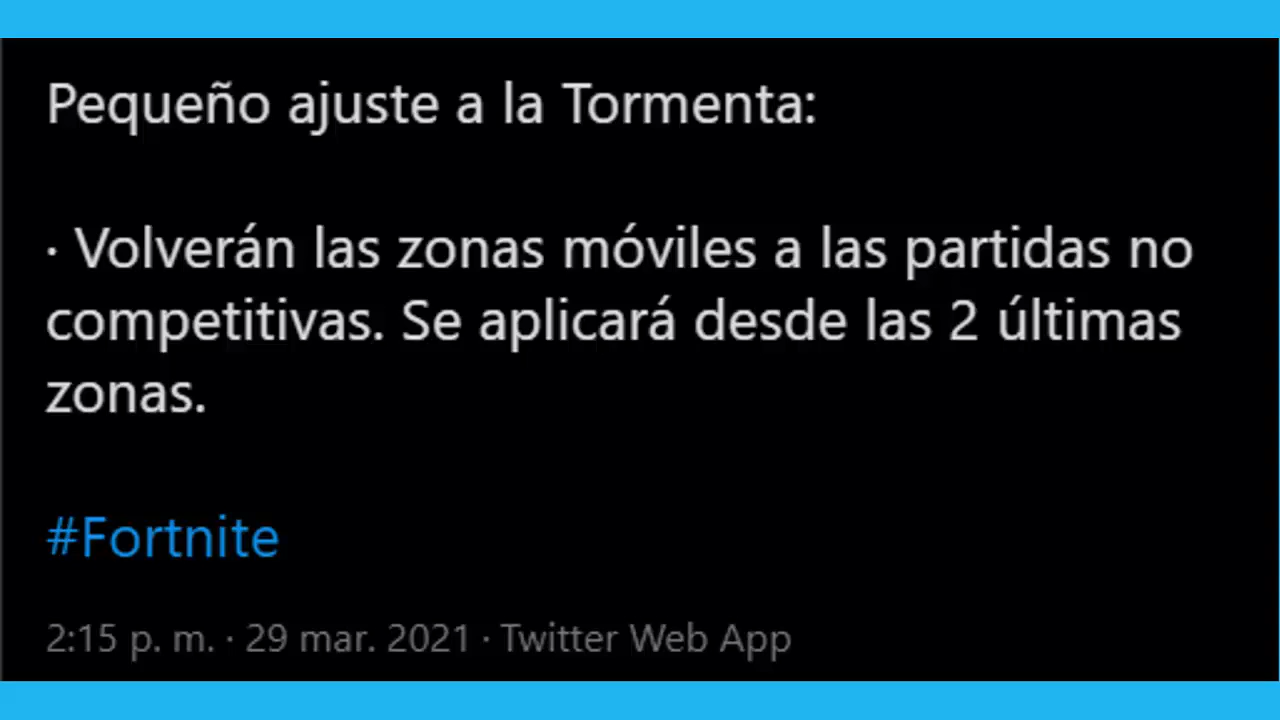 Pequeño ajuste a la Tormenta:
· Volverán las zonas móviles a las partidas no
competitivas. Se aplicará desde las 2 últimas
zonas.
#Fortnite
2:15 p. m. · 29 mar. 2021 · Twitter Web App